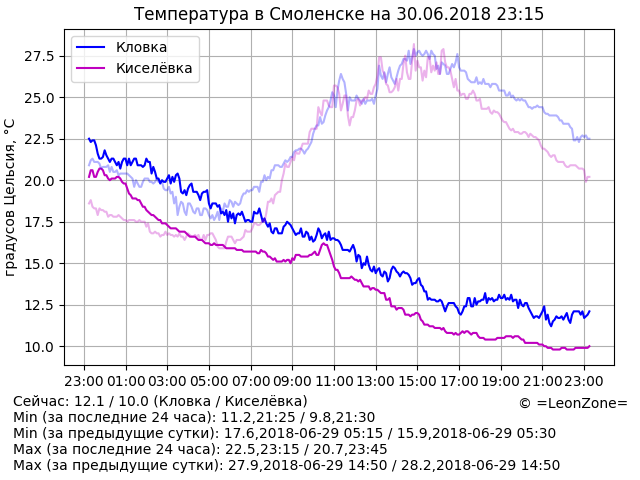 Температура в Смоленске на 30.06.2018 23:15
Кловка
Киселёвка
градусов Цельсия, °C
27.5
25.0
22.5
20.0
17.5
15.0
12.5
10.0
23:00 01:00 03:00 05:00 07:00 09:00 11:00 13:00 15:00 17:00 19:00 21:00 23:00
Сейчас: 12.1 / 10.0 (Кловка / Киселёвка)
© =LeonZone=
Min (за последние 24 часа): 11.2,21:25 / 9.8,21:30
Min (за предыдущие сутки): 17.6,2018-06-29 05:15 / 15.9,2018-06-29 05:30
Max (за последние 24 часа): 22.5,23:15 / 20.7,23:45
Max (за предыдущие сутки): 27.9,2018-06-29 14:50 / 28.2,2018-06-29 14:50